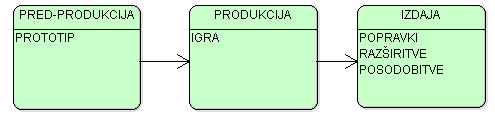 PRED-PRODUKCIJA
PROTOTIP
PRODUKCIJA
IGRA
IZDAJA
POPRAVKI
RAZŠIRITVE
POSODOBITVE